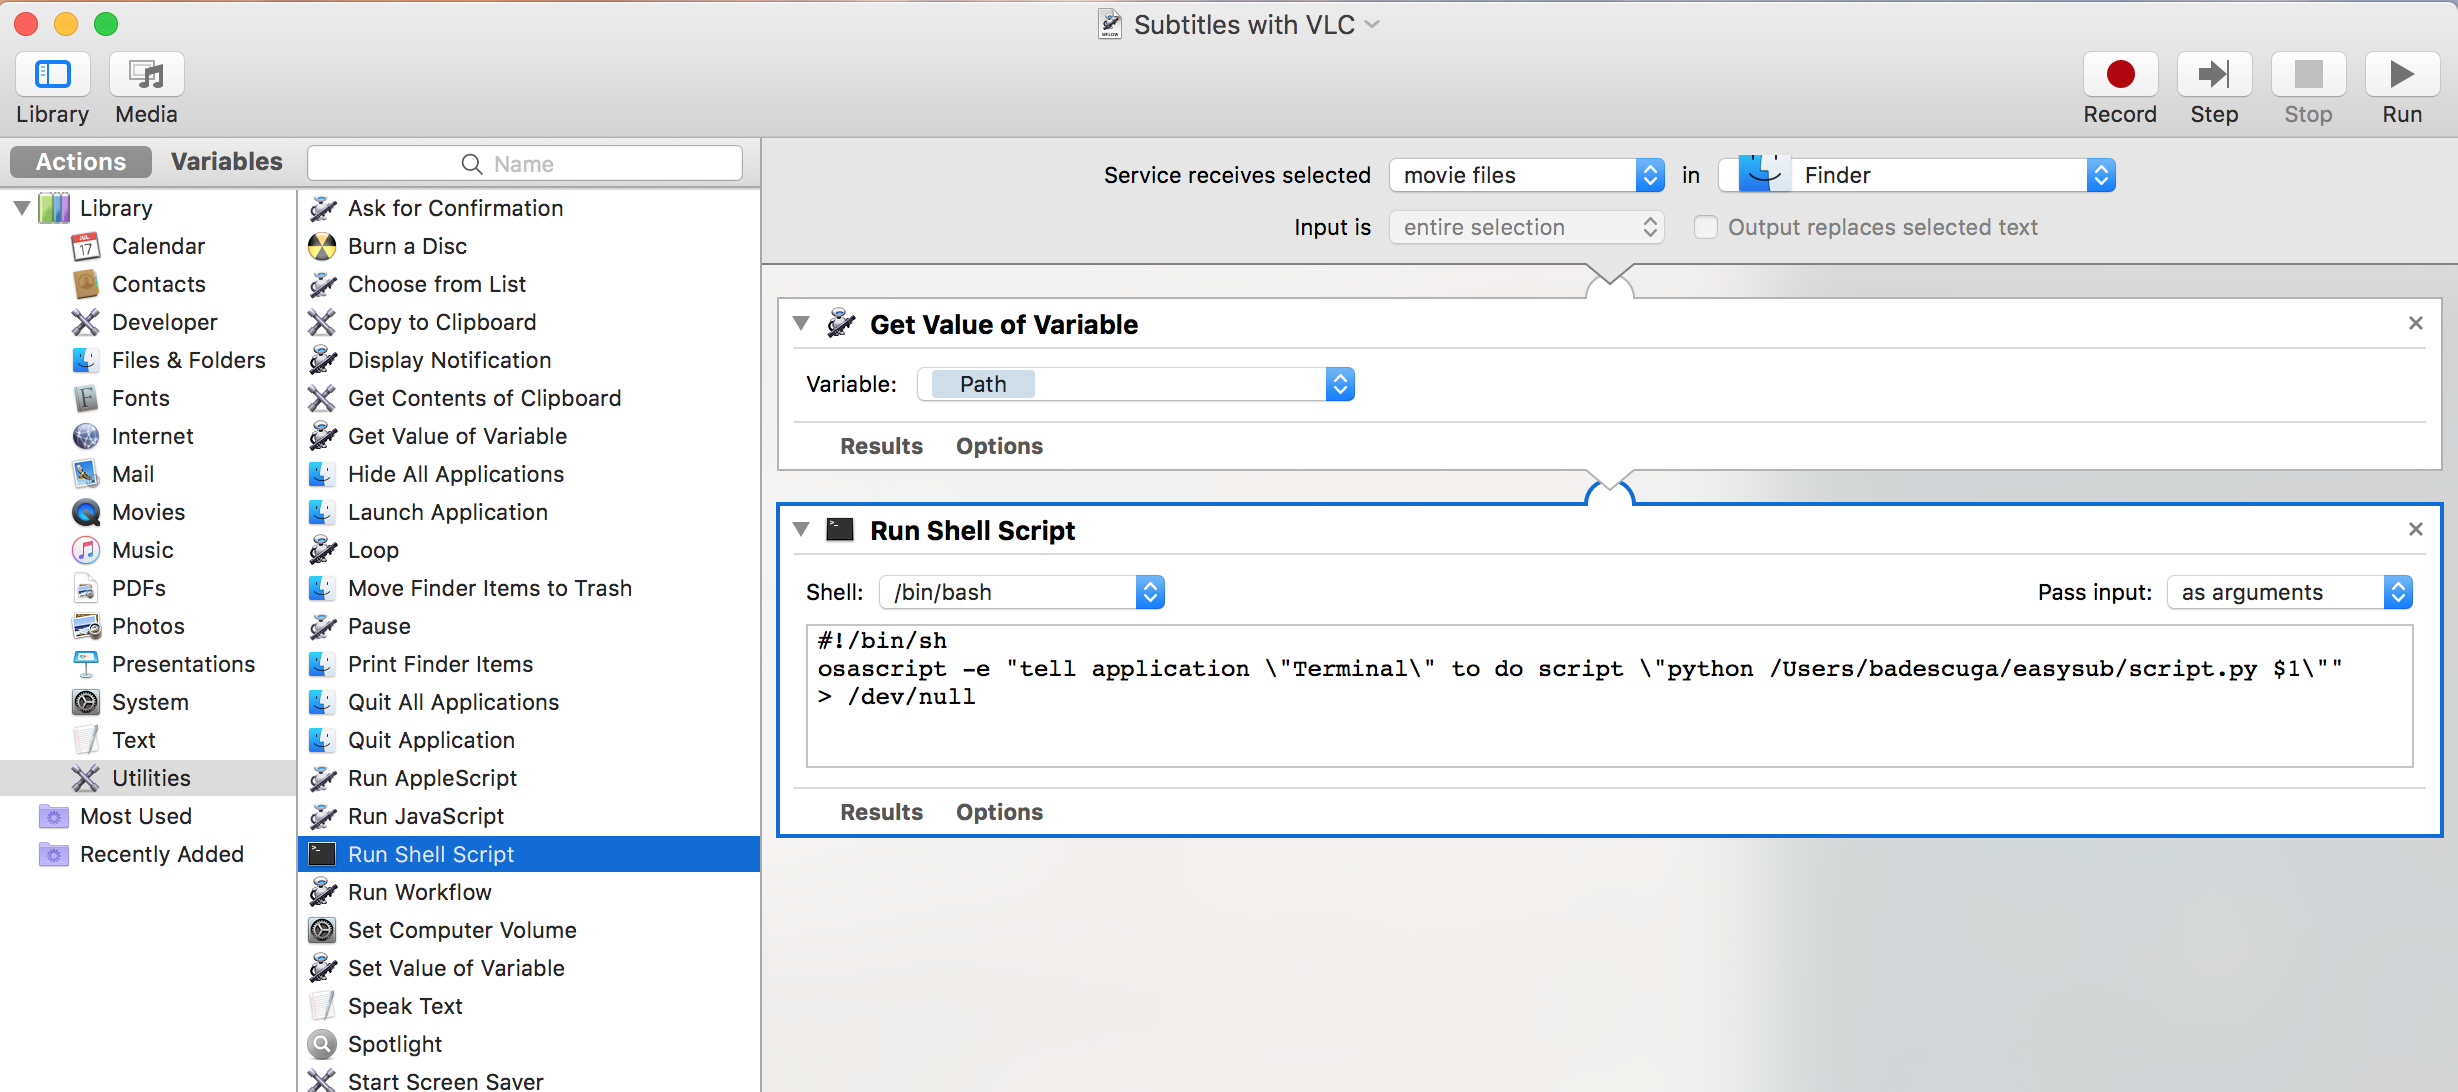 Subtitles with VLC
Library
Media
Record
Step
Stop
Run
Actions
Variables
Name
Library
Calendar
Contacts
Developer
Files & Folders
Fonts
Internet
Mail
Movies
Music
PDFs
Photos
Presentations
System
Text
Utilities
Most Used
Recently Added
Ask for Confirmation
Burn a Disc
Choose from List
Copy to Clipboard
Display Notification
Get Contents of Clipboard
Get Value of Variable
Hide All Applications
Launch Application
Loop
Move Finder Items to Trash
Pause
Print Finder Items
Quit All Applications
Quit Application
Run AppleScript
Run JavaScript
Run Shell Script
Run Workflow
Set Computer Volume
Set Value of Variable
Speak Text
Spotlight
Start Screen Saver
Service receives selected movie files in Finder
Input is entire selection Output replaces selected text
Get Value of Variable
Variable: Path
Results Options
Run Shell Script
Shell: /bin/bash Pass input: as arguments
#!/bin/sh
osascript -e "tell application \"Terminal\" to do script \"python /Users/badescuga/easysub/script.py $1\""
> /dev/null
Results Options